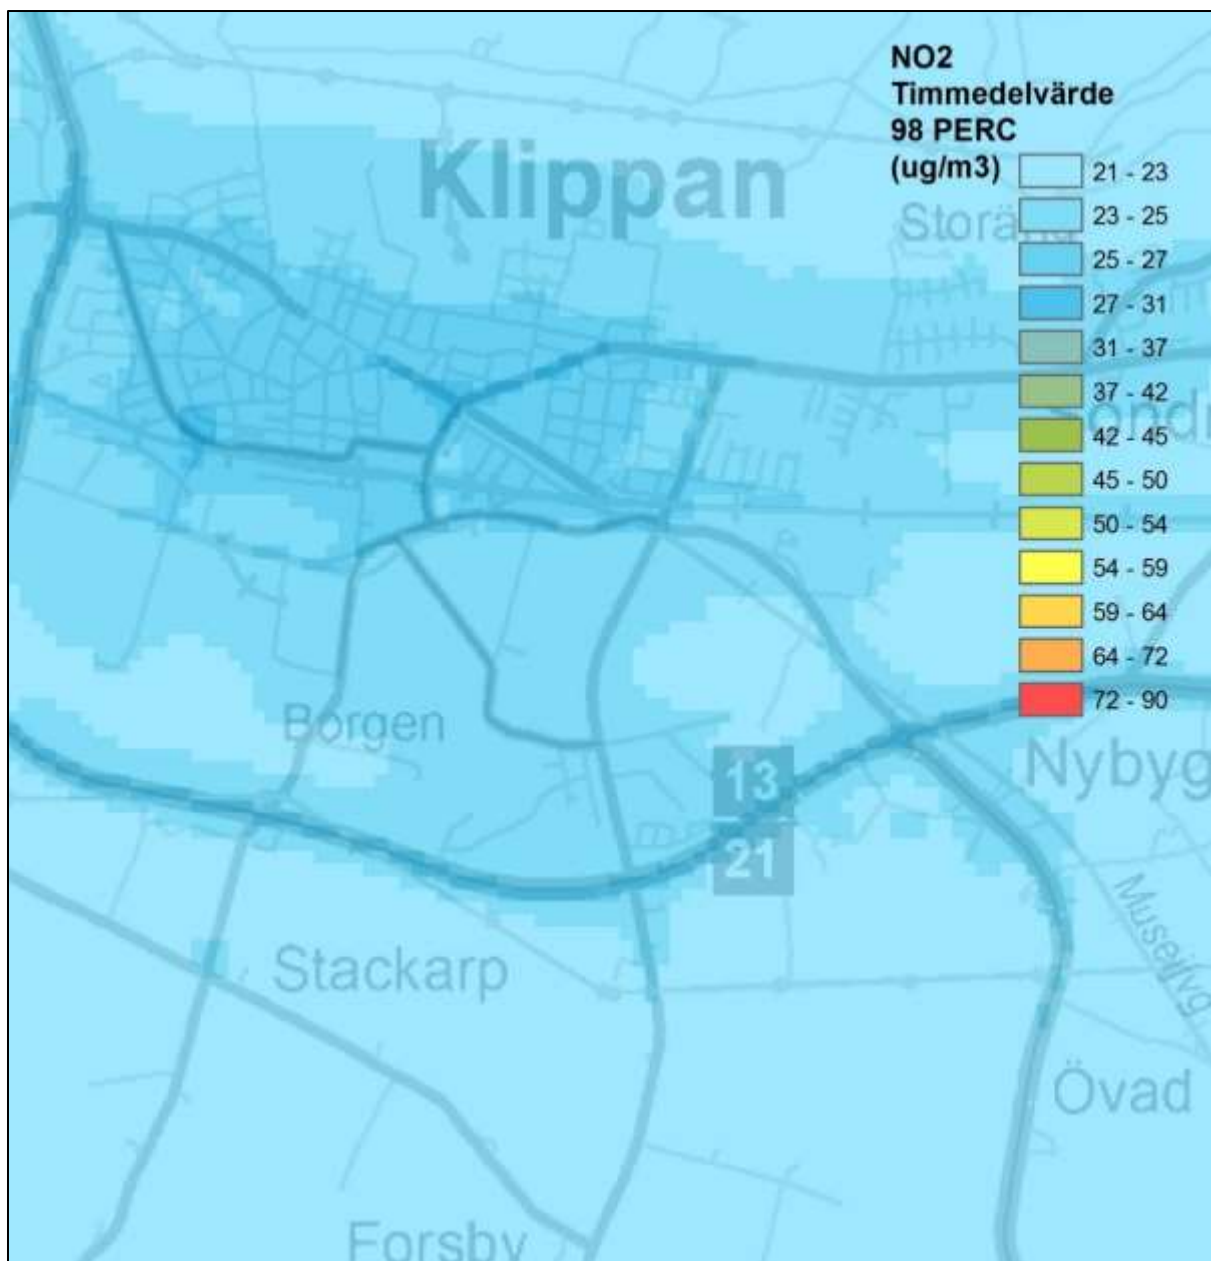 NO2
Timmedelvärde
98 PERC
(ug/m3)
21 - 23
23 - 25
25 - 27
27 - 31
31 - 37
37 - 42
42 - 45
45 - 50
50 - 54
54 - 59
59 - 64
64 - 72
72 - 90
Klippan
Borgen
13
21
Nybyg
Stackarp
Övad
Forsby